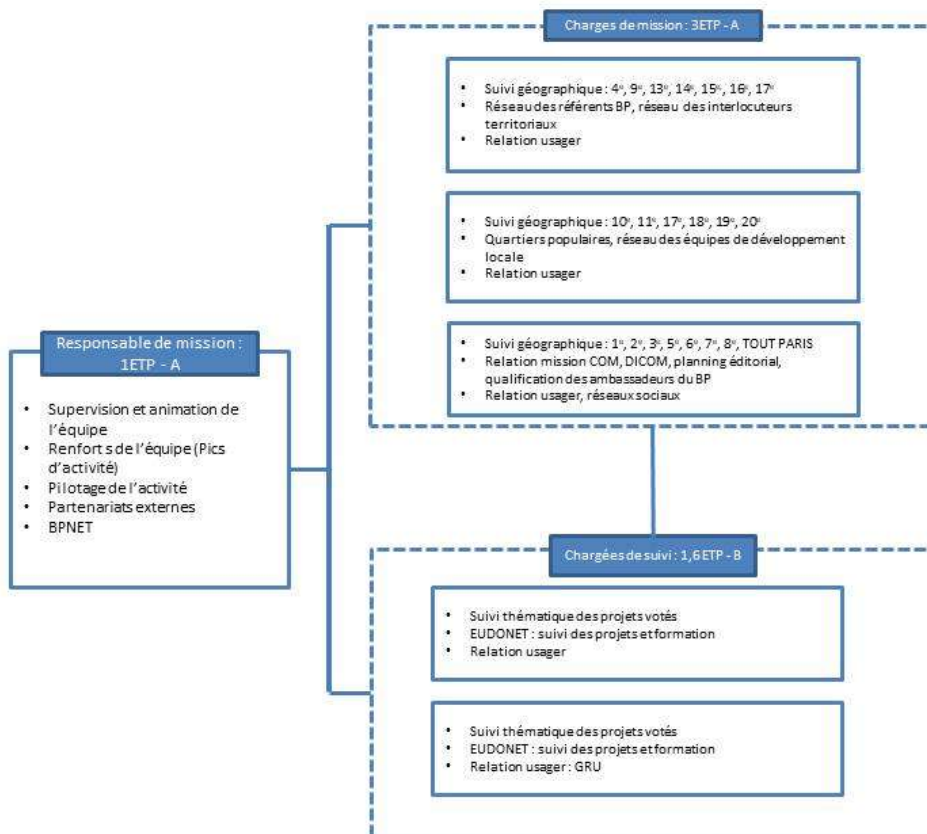 Charges de mission : 3ETP - A
• Suivi géographique : 4e, 9e, 13e, 14e, 15e, 16e, 17e
• Réseau des référents BP, réseau des interlocuteurs
territoriaux
• Relation usager
• Suivi géographique : 10e, 11e, 17e, 18e, 19e, 20e
• Quartiers populaires, réseau des équipes de développement
locale
• Relation usager
• Suivi géographique : 1e, 2e, 3e, 5e, 6e, 7e, 8e, TOUT PARIS
• Relation mission COM, DICOM, planning éditorial,
qualification des ambassadeurs du BP
• Relation usager, réseaux sociaux
Responsable de mission :
1ETP - A
• Supervision et animation de
l'équipe
• Renforts de l'équipe (Pics
d'activité)
• Pilotage de l'activité
• Partenariats externes
• BPNET
Chargées de suivi : 1,6ETP - B
• Suivi thématique des projets votés
• EUDONET : suivi des projets et formation
• Relation usager
• Suivi thématique des projets votés
• EUDONET : suivi des projets et formation
• Relation usager : GRU